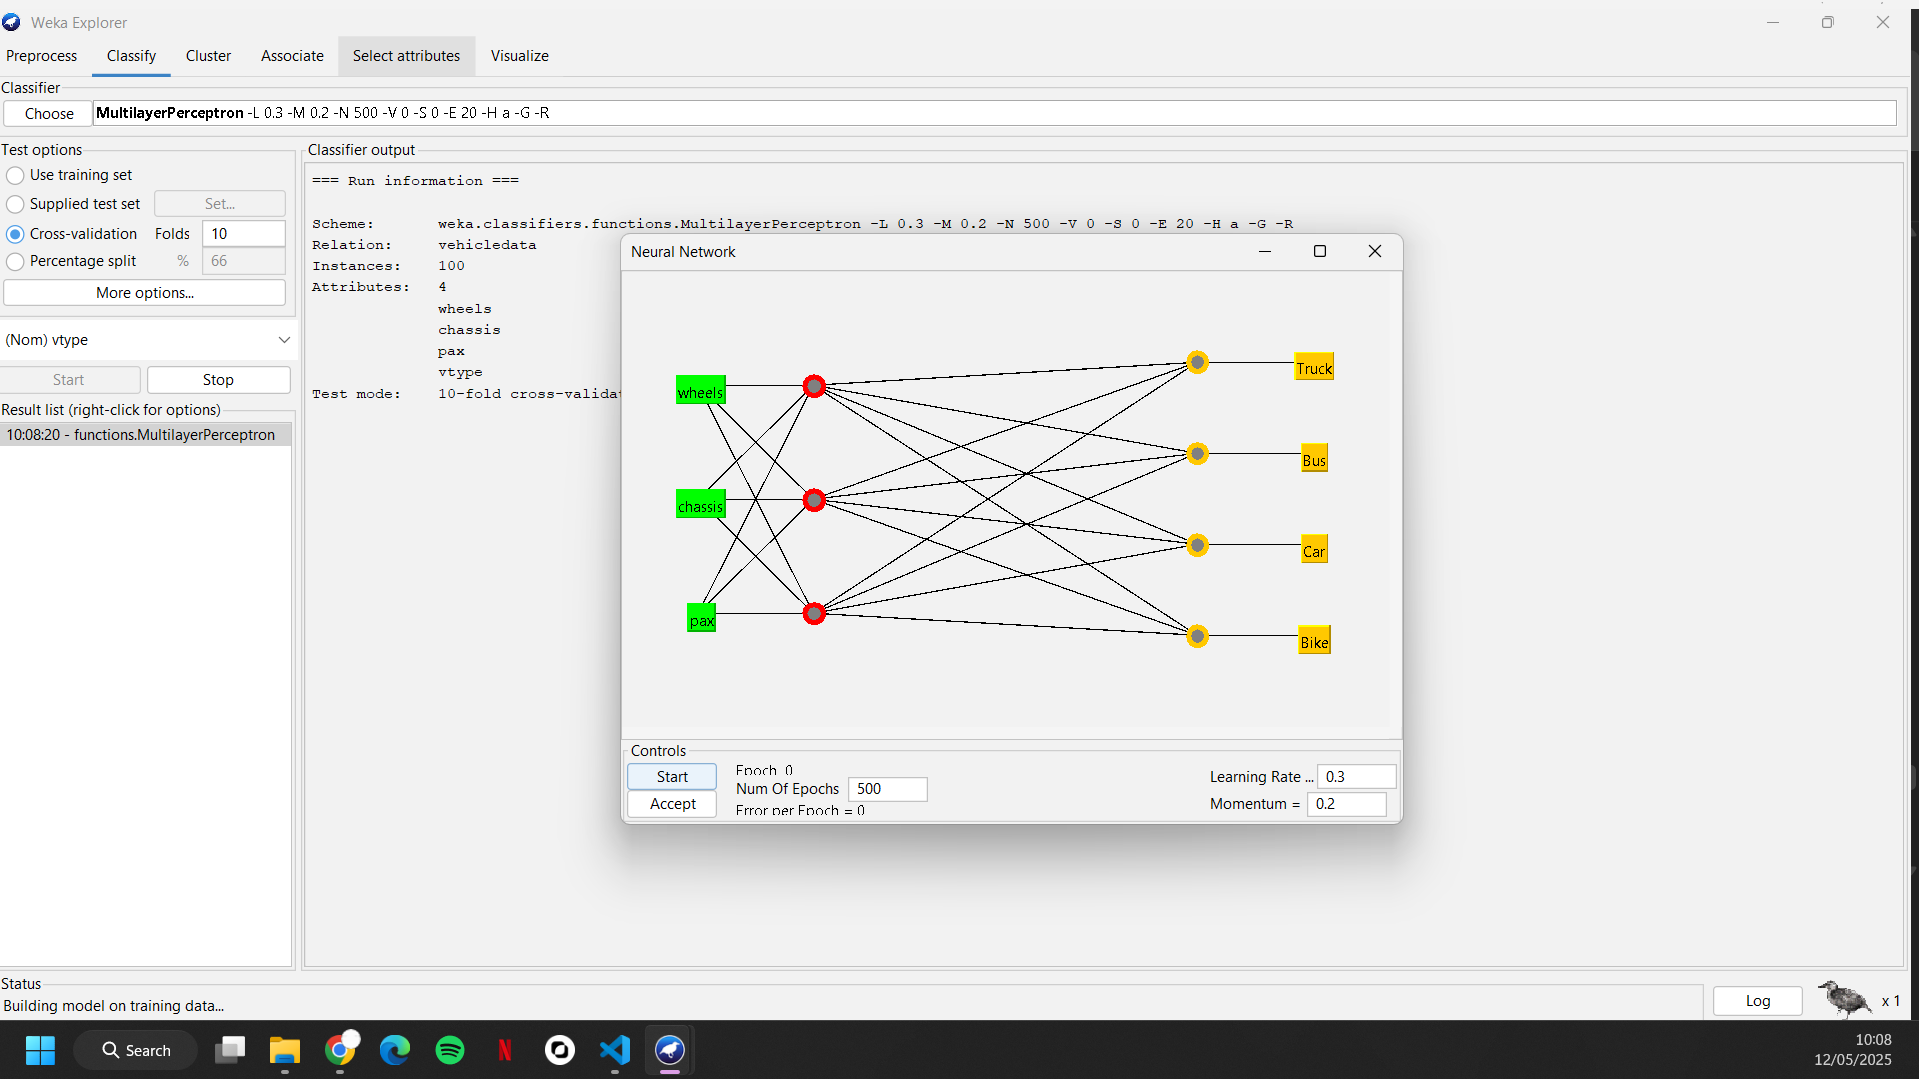 Weka Explorer
Preprocess Classify Cluster Associate Select attributes Visualize
Classifier
Choose MultilayerPerceptron -L 0.3 -M 0.2 -N 500 -V 0 -S 0 -E 20 -H a -G -R
Test options
Use training set
Supplied test set Set...
Cross-validation Folds 10
Percentage split % 66
More options...
(Nom) vtype
Start Stop
Result list (right-click for options)
10:08:20 - functions.MultilayerPerceptron
Classifier output
=== Run information ===
Scheme: weka.classifiers.functions.MultilayerPerceptron -L 0.3 -M 0.2 -N 500 -V 0 -S 0 -E 20 -H a -G -R
Relation: vehicledata
Instances: 100
Attributes: 4
wheels
chassis
pax
vtype
Test mode: 10-fold cross-validat
Neural Network
wheels
chassis
pax
Truck
Bus
Car
Bike
Controls
Start
Accept
Epoch 0
Num Of Epochs 500
Error per Epoch = 0
Learning Rate ... 0.3
Momentum = 0.2
Status
Building model on training data...
Log
x 1
Search
10:08
12/05/2025